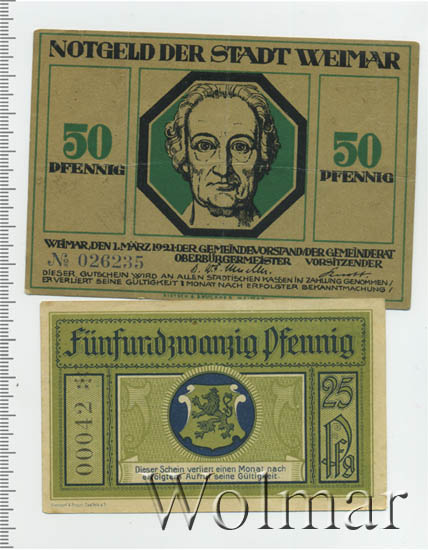 NOTGELD DER STADT WEIMAR
50
PFENNIG
50
PFENNIG
WEIMAR, DEN 1. MÄRZ 1921 · DER GEMEINDEVORSTAND / DER GEMEINDERAT
OBERBÜRGERMEISTER VORSITZENDER
No 026235
DIESER GUTSCHEIN WIRD AN ALLEN STÄDTISCHEN KASSEN IN ZAHLUNG GENOMMEN /
ER VERLIERT SEINE GÜLTIGKEIT 1 MONAT NACH ERFOLGTER BEKANNTMACHUNG /
Fünfundzwanzig Pfennig
00042 *
25
Pfg
Dieser Schein verliert einen Monat nach
erfolgtem Aufruf seine Gültigkeit
Wolmar